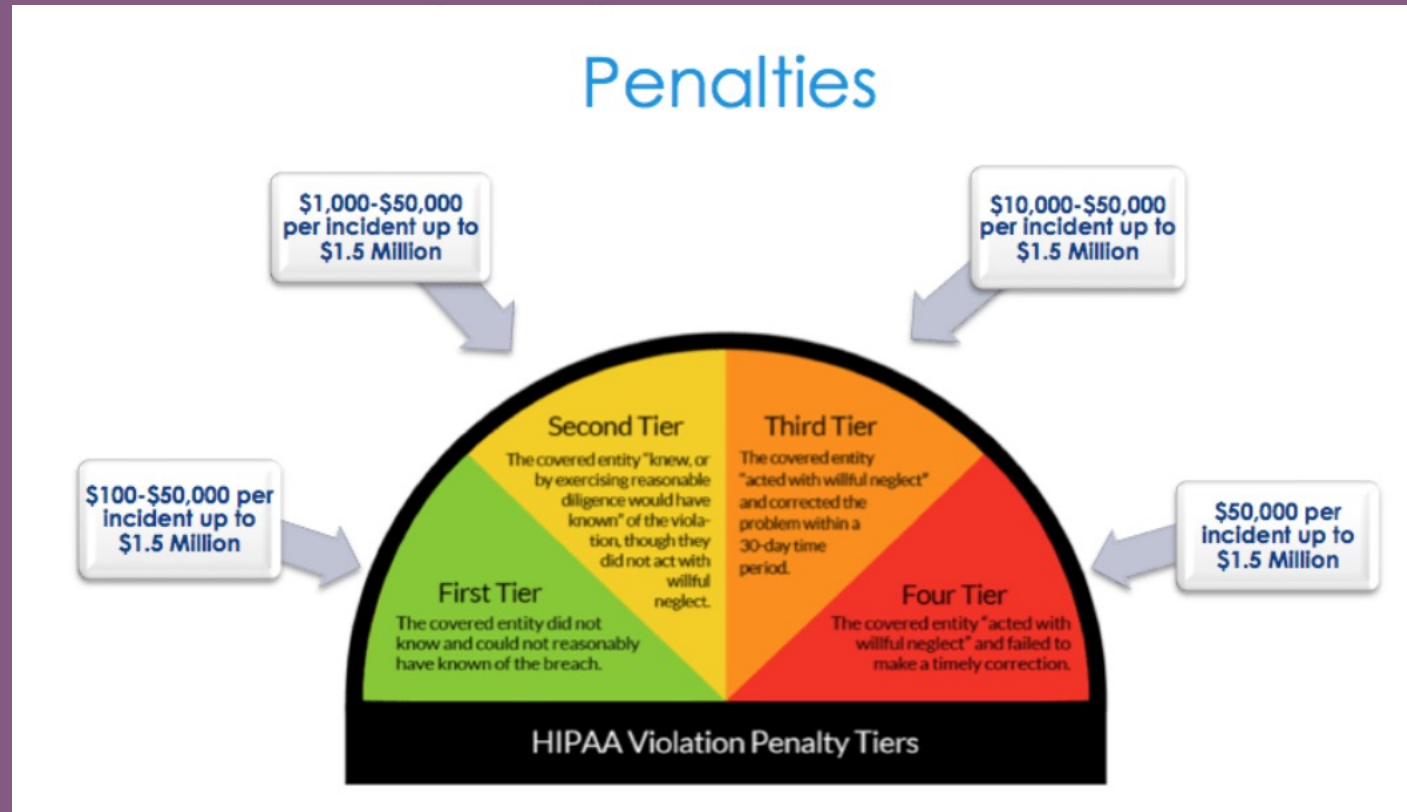 Penalties
$1,000-$50,000
per incident up to
$1.5 Million
$10,000-$50,000
per incident up to
$1.5 Million
$100-$50,000 per
incident up to
$1.5 Million
$50,000 per
incident up to
$1.5 Million
First Tier
The covered entity did not
know and could not reasonably
have known of the breach.
Second Tier
The covered entity "knew, or
by exercising reasonable
diligence would have
known" of the viola-
tion, though they
did not act with
willful
neglect.
Third Tier
The covered entity
"acted with willful neglect"
and corrected the
problem within a
30-day time
period.
Four Tier
The covered entity "acted with
willful neglect" and failed to
make a timely correction.
HIPAA Violation Penalty Tiers